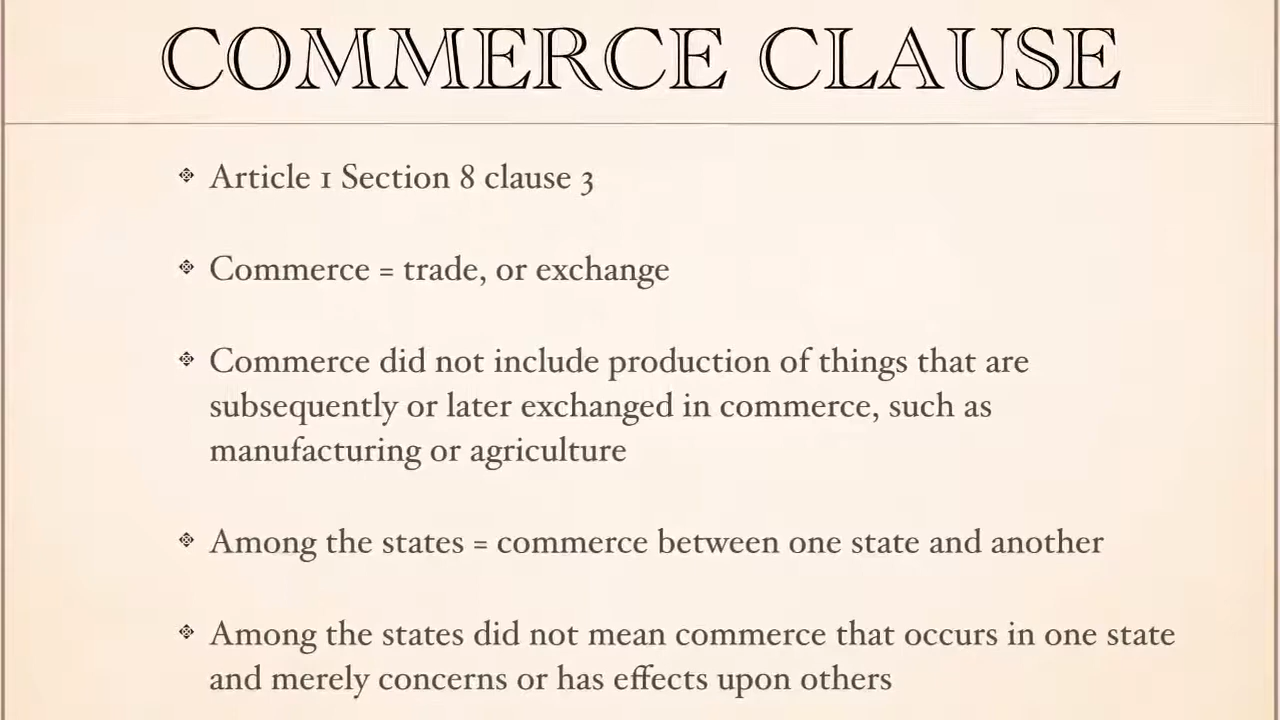 COMMERCE CLAUSE
Article 1 Section 8 clause 3
Commerce = trade, or exchange
Commerce did not include production of things that are
subsequently or later exchanged in commerce, such as
manufacturing or agriculture
Among the states = commerce between one state and another
Among the states did not mean commerce that occurs in one state
and merely concerns or has effects upon others